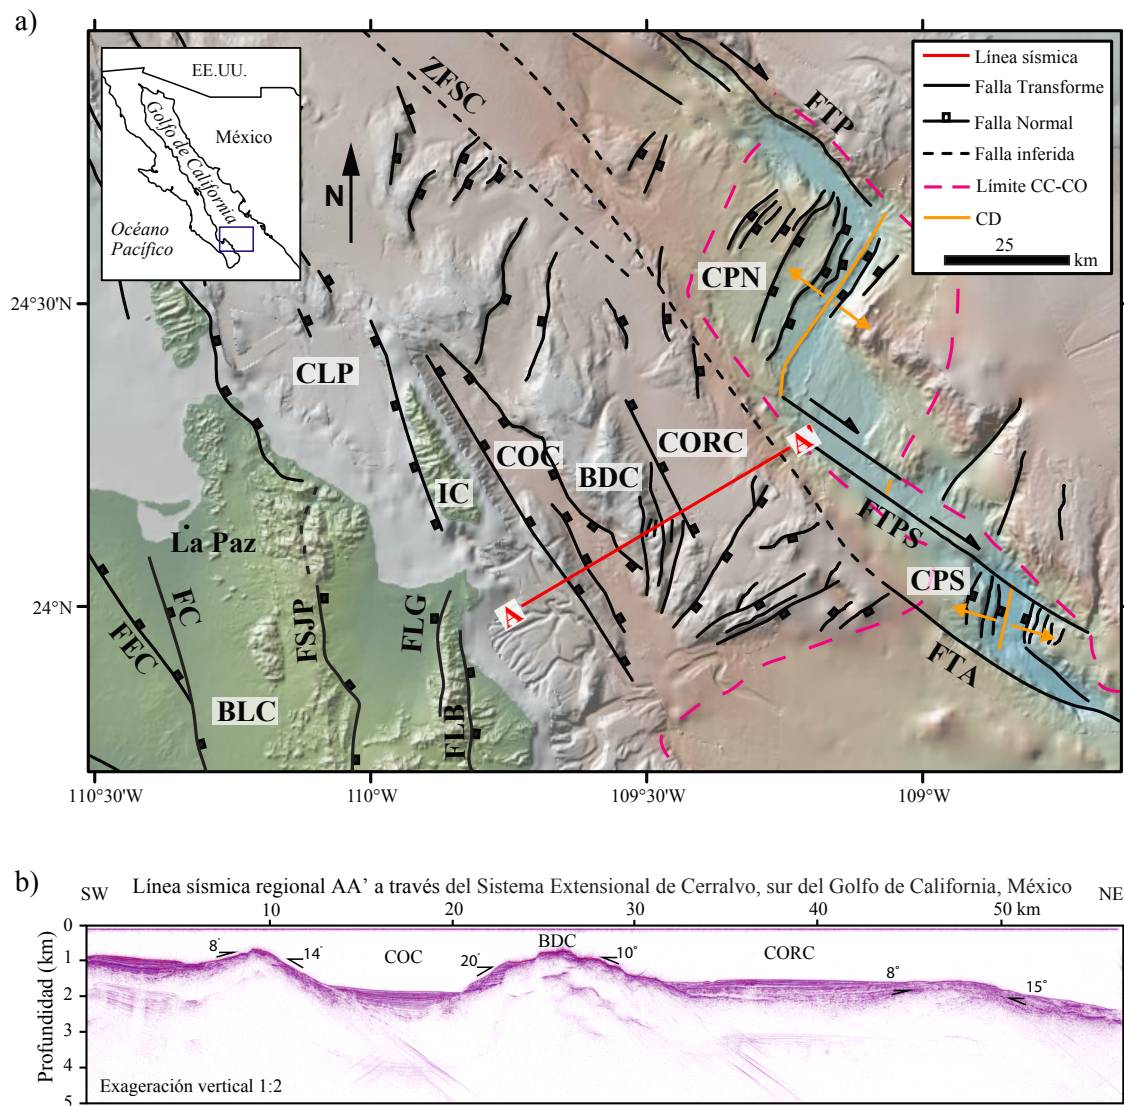 a)
EE.UU.
México
Golfo de California
Océano
Pacífico
N
ZFSC
FTP
Línea sísmica
Falla Transforme
Falla Normal
Falla inferida
Límite CC-CO
CD
25
km
24°30'N
CPN
CLP
COC
CORC
BDC
IC
A'
FTPS
La Paz
CPS
24°N
A
FC
FEC
FSJP
FLG
FTA
BLC
FLB
110°30'W
110°W
109°30'W
109°W
b)
SW
Línea sísmica regional AA’ a través del Sistema Extensional de Cerralvo, sur del Golfo de California, México
NE
10
20
30
40
50 km
Profundidad (km)
0
1
2
3
4
5
8°
14°
COC
20°
BDC
10°
CORC
8°
15°
Exageración vertical 1:2